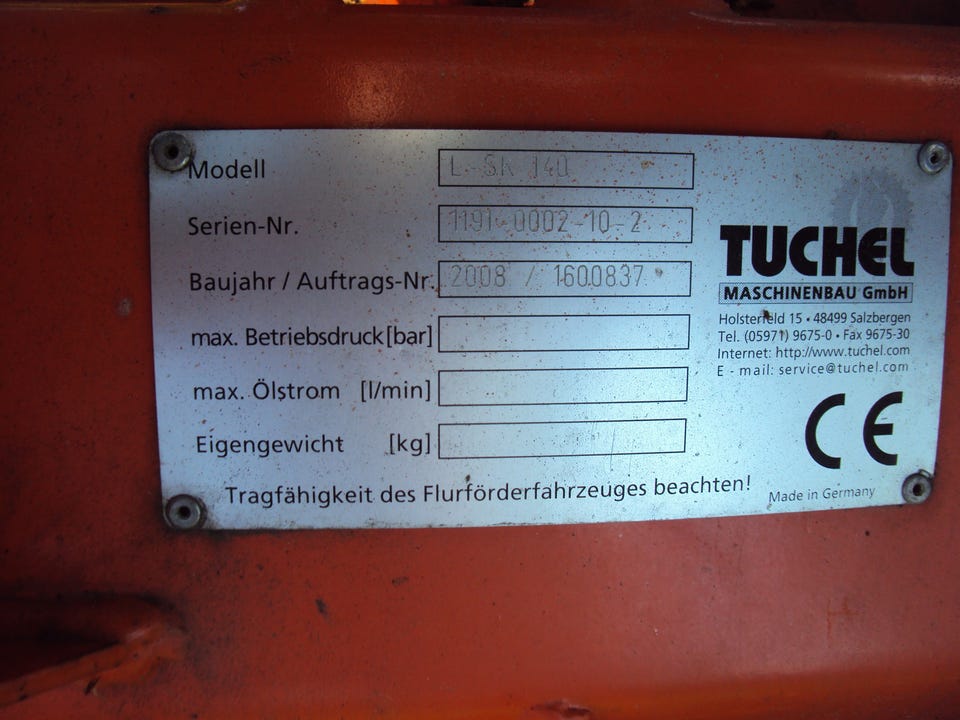 Modell L-SK 140
Serien-Nr. 1191-0002-10-2
Baujahr / Auftrags-Nr. 2008 / 1600837
max. Betriebsdruck [bar]
max. Ölstrom [l/min]
Eigengewicht [kg]
Tragfähigkeit des Flurförderfahrzeuges beachten!
TUCHEL
MASCHINENBAU GmbH
Holsterfeld 15 • 48499 Salzbergen
Tel. (05971) 9675-0 • Fax 9675-30
Internet: http://www.tuchel.com
E - mail: service@tuchel.com
CE
Made in Germany